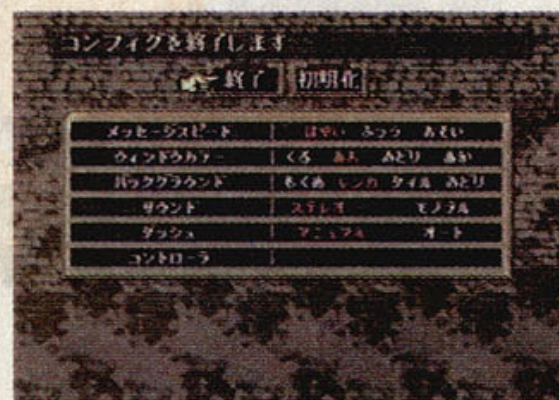 コンフィグを終了します
終了 初期化
メッセージスピード はやい ふつう おそい
ウィンドウカラー くろ あお みどり あか
バックグラウンド もくめ レンガ タイル みどり
サウンド ステレオ モノラル
ダッシュ マニュアル オート
コントローラ